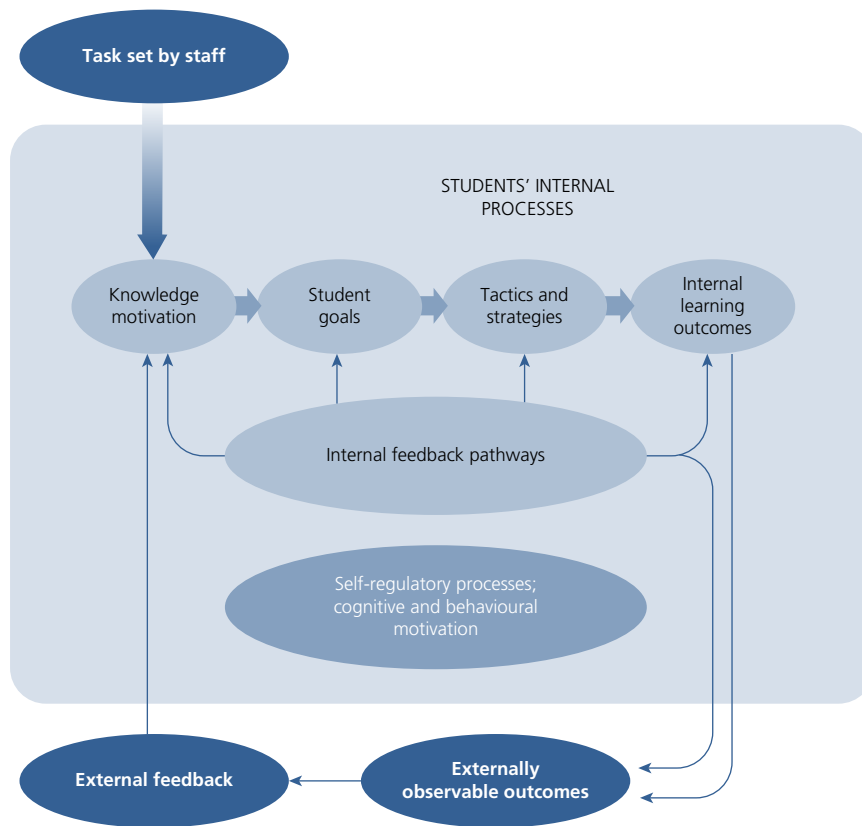 Task set by staff
STUDENTS’ INTERNAL
PROCESSES
Knowledge
motivation
Student
goals
Tactics and
strategies
Internal
learning
outcomes
Internal feedback pathways
Self-regulatory processes;
cognitive and behavioural
motivation
External feedback
Externally
observable outcomes